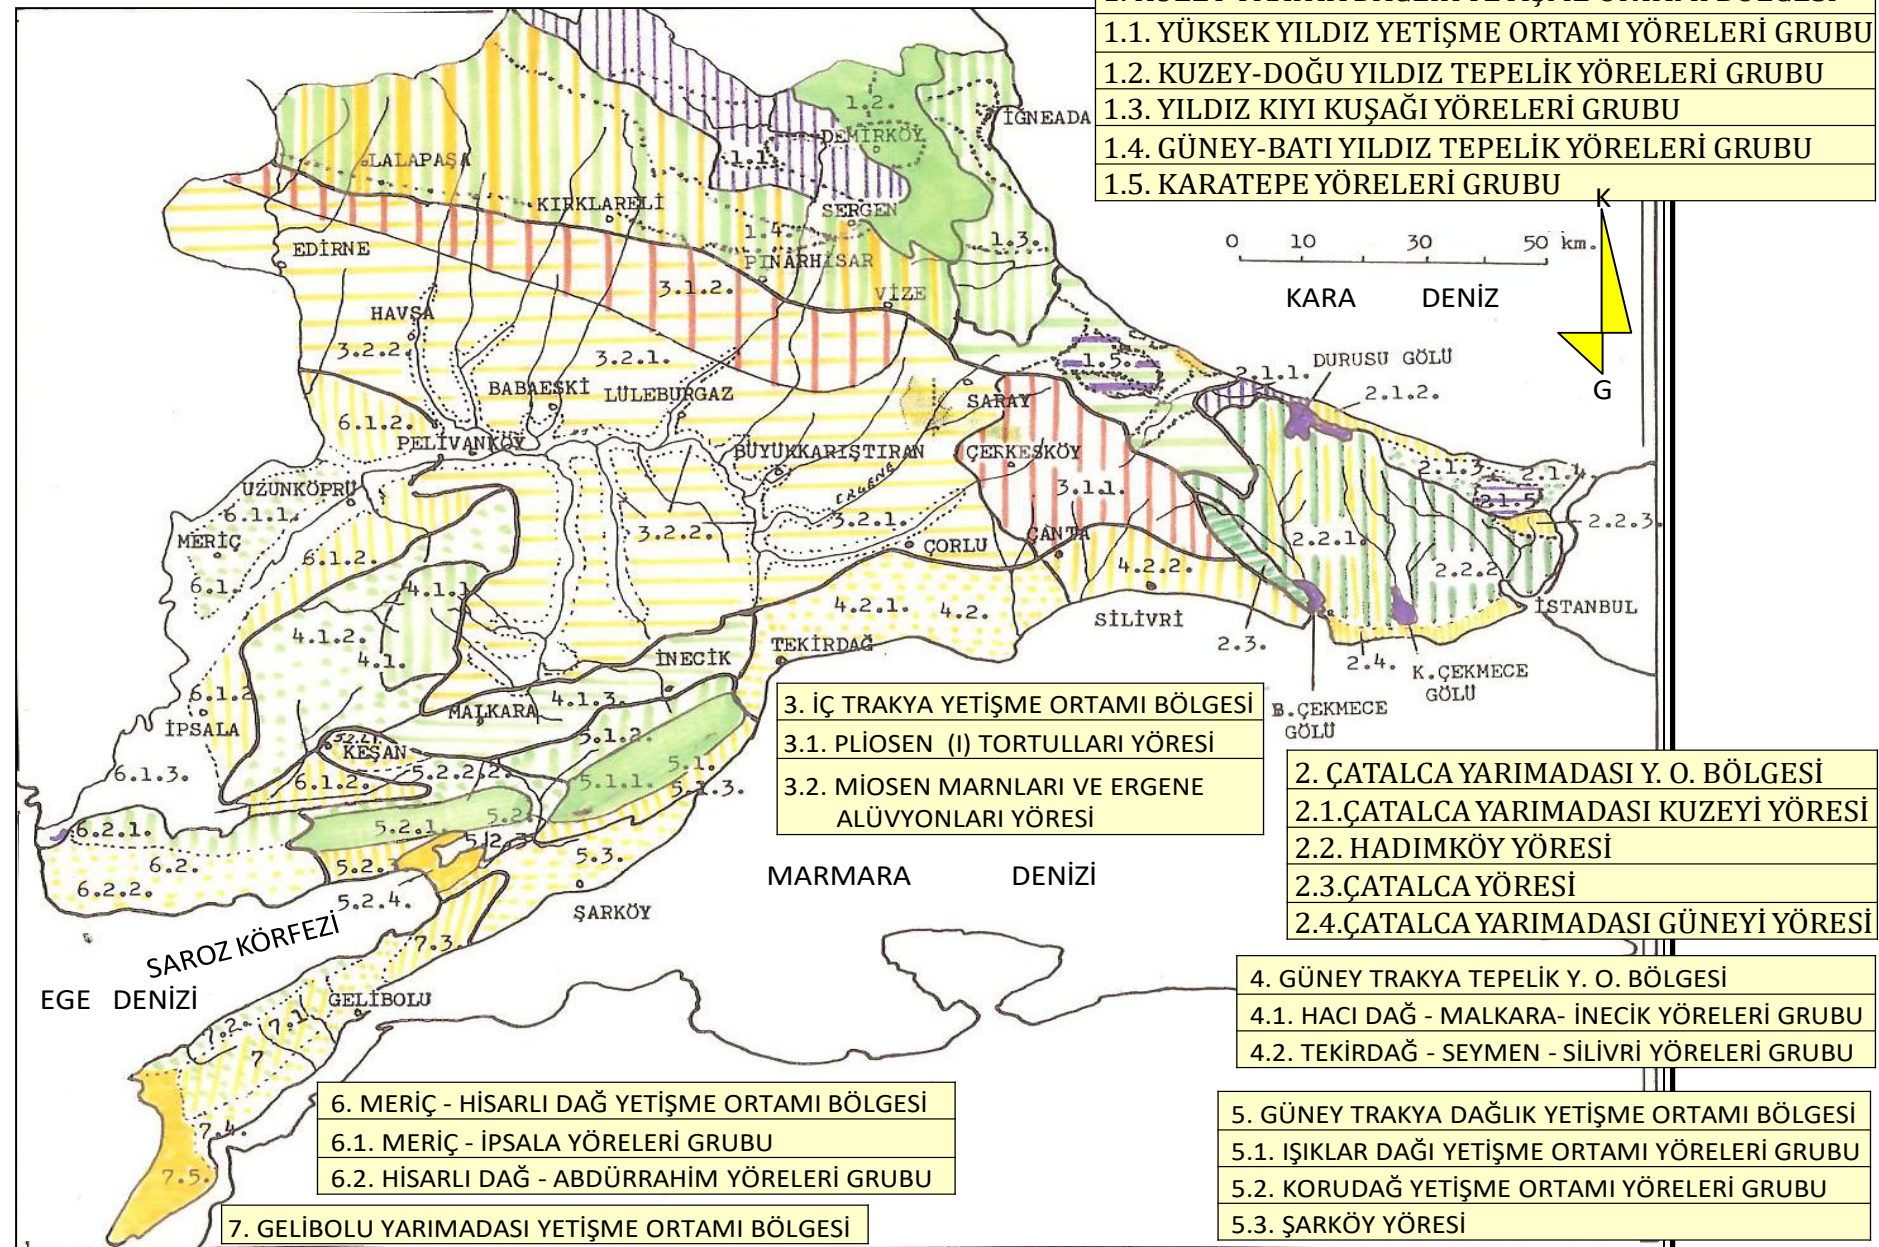 1.1. YÜKSEK YILDIZ YETİŞME ORTAMI YÖRELERİ GRUBU
1.2. KUZEY-DOĞU YILDIZ TEPELİK YÖRELERİ GRUBU
1.3. YILDIZ KIYI KUŞAĞI YÖRELERİ GRUBU
1.4. GÜNEY-BATI YILDIZ TEPELİK YÖRELERİ GRUBU
1.5. KARATEPE YÖRELERİ GRUBU
K
0 10 30 50 km.
KARA DENİZ
G
1.2.
İĞNEADA
DEMİRKÖY
1.1.
LALAPAŞA
KIRKLARELİ
SERGEN
1.4.
1.3.
EDİRNE
PINARHİSAR
3.1.2.
VİZE
HAVSA
3.2.2.
3.2.1.
1.5.
DURUSU GÖLÜ
2.1.1.
2.1.2.
BABAESKİ
LÜLEBURGAZ
SARAY
6.1.2.
PELİVANKÖY
BÜYÜKKARIŞTIRAN
ÇERKESKÖY
2.1.3.
2.1.4.
UZUNKÖPRÜ
ERGENE
3.1.1.
2.1.5
6.1.1.
3.2.2.
3.2.1.
2.2.3.
MERİÇ
ÇORLU
ÇANTA
2.2.1.
6.1.2.
4.2.2.
2.2.2
6.1.
4.1.1
4.2.1.
4.2.
SİLİVRİ
İSTANBUL
4.1.2.
4.1.
İNECİK
TEKİRDAĞ
2.3.
2.4.
K.ÇEKMECE
GÖLÜ
6.1.2
4.1.3.
MALKARA
B.ÇEKMECE
GÖLÜ
İPSALA
KEŞAN
5.1.2.
6.1.3.
6.1.2.
5.2.2.2.
5.1.1.
5.1.
5.1.3.
6.2.1.
5.2.1
5.2.
6.2.
5.2.
5.2.3.
5.3.
6.2.2.
5.2.4.
ŞARKÖY
3. İÇ TRAKYA YETİŞME ORTAMI BÖLGESİ
3.1. PLİOSEN (I) TORTULLARI YÖRESİ
3.2. MİOSEN MARNLARI VE ERGENE
ALÜVYONLARI YÖRESİ
2. ÇATALCA YARIMADASI Y. O. BÖLGESİ
2.1.ÇATALCA YARIMADASI KUZEYİ YÖRESİ
2.2. HADIMKÖY YÖRESİ
2.3.ÇATALCA YÖRESİ
2.4.ÇATALCA YARIMADASI GÜNEYİ YÖRESİ
MARMARA DENİZİ
SAROZ KÖRFEZİ
EGE DENİZİ
7.3.
GELİBOLU
7.2.
7.1.
7
7.4.
7.5.
4. GÜNEY TRAKYA TEPELİK Y. O. BÖLGESİ
4.1. HACI DAĞ - MALKARA- İNECİK YÖRELERİ GRUBU
4.2. TEKİRDAĞ - SEYMEN - SİLİVRİ YÖRELERİ GRUBU
6. MERİÇ - HİSARLI DAĞ YETİŞME ORTAMI BÖLGESİ
6.1. MERİÇ - İPSALA YÖRELERİ GRUBU
6.2. HİSARLI DAĞ - ABDÜRRAHİM YÖRELERİ GRUBU
5. GÜNEY TRAKYA DAĞLIK YETİŞME ORTAMI BÖLGESİ
5.1. IŞIKLAR DAĞI YETİŞME ORTAMI YÖRELERİ GRUBU
5.2. KORUDAĞ YETİŞME ORTAMI YÖRELERİ GRUBU
5.3. ŞARKÖY YÖRESİ
7. GELİBOLU YARIMADASI YETİŞME ORTAMI BÖLGESİ